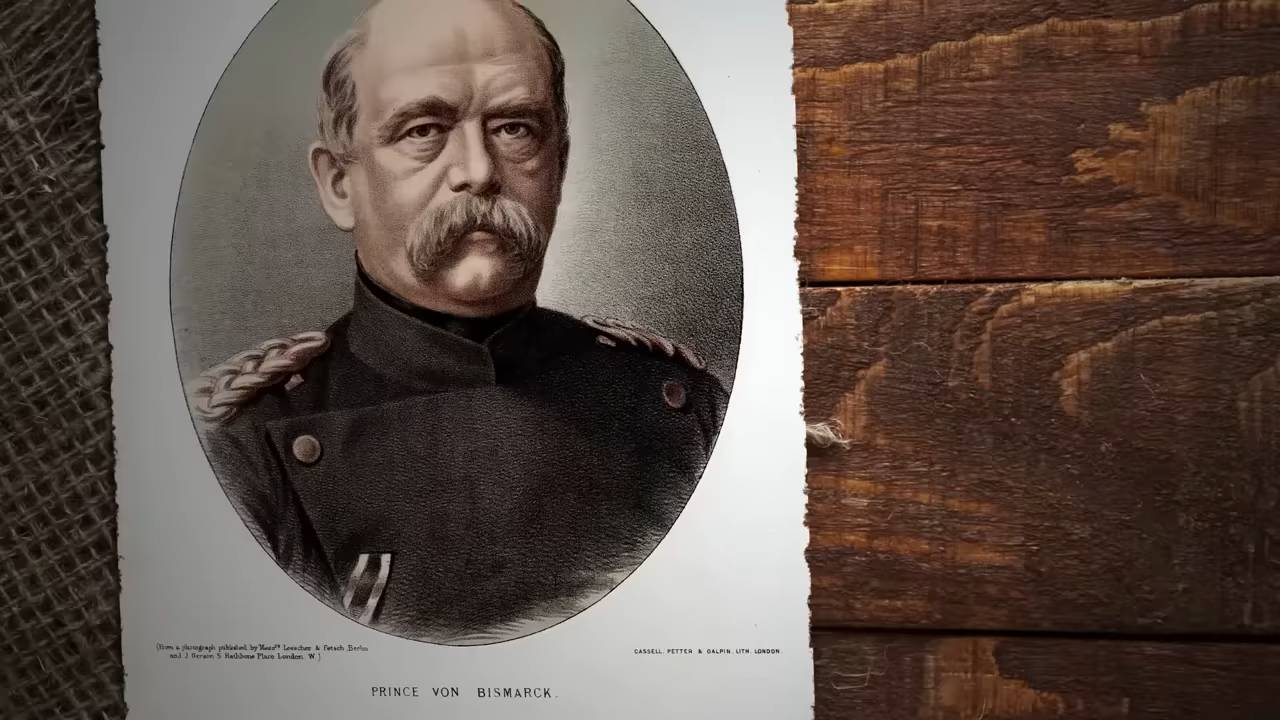 (From a photograph published by Messrs Loescher & Petsch Berlin
and J. Gerson 5 Rathbone Place London. W.)
CASSELL, PETTER & GALPIN, LITH. LONDON.
PRINCE VON BISMARCK.